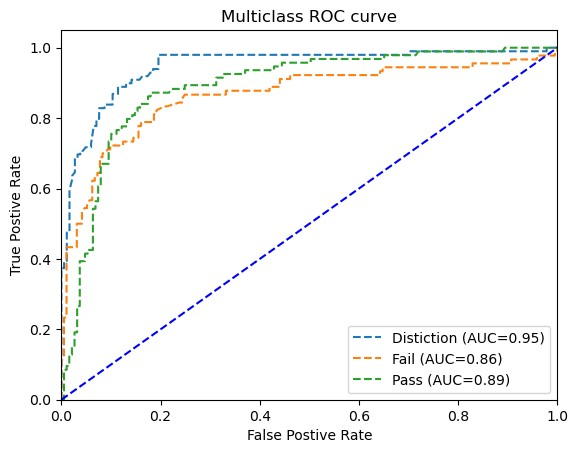 Multiclass ROC curve
1.0
0.8
0.6
0.4
0.2
0.0
True Postive Rate
Distiction (AUC=0.95)
Fail (AUC=0.86)
Pass (AUC=0.89)
0.0 0.2 0.4 0.6 0.8 1.0
False Postive Rate